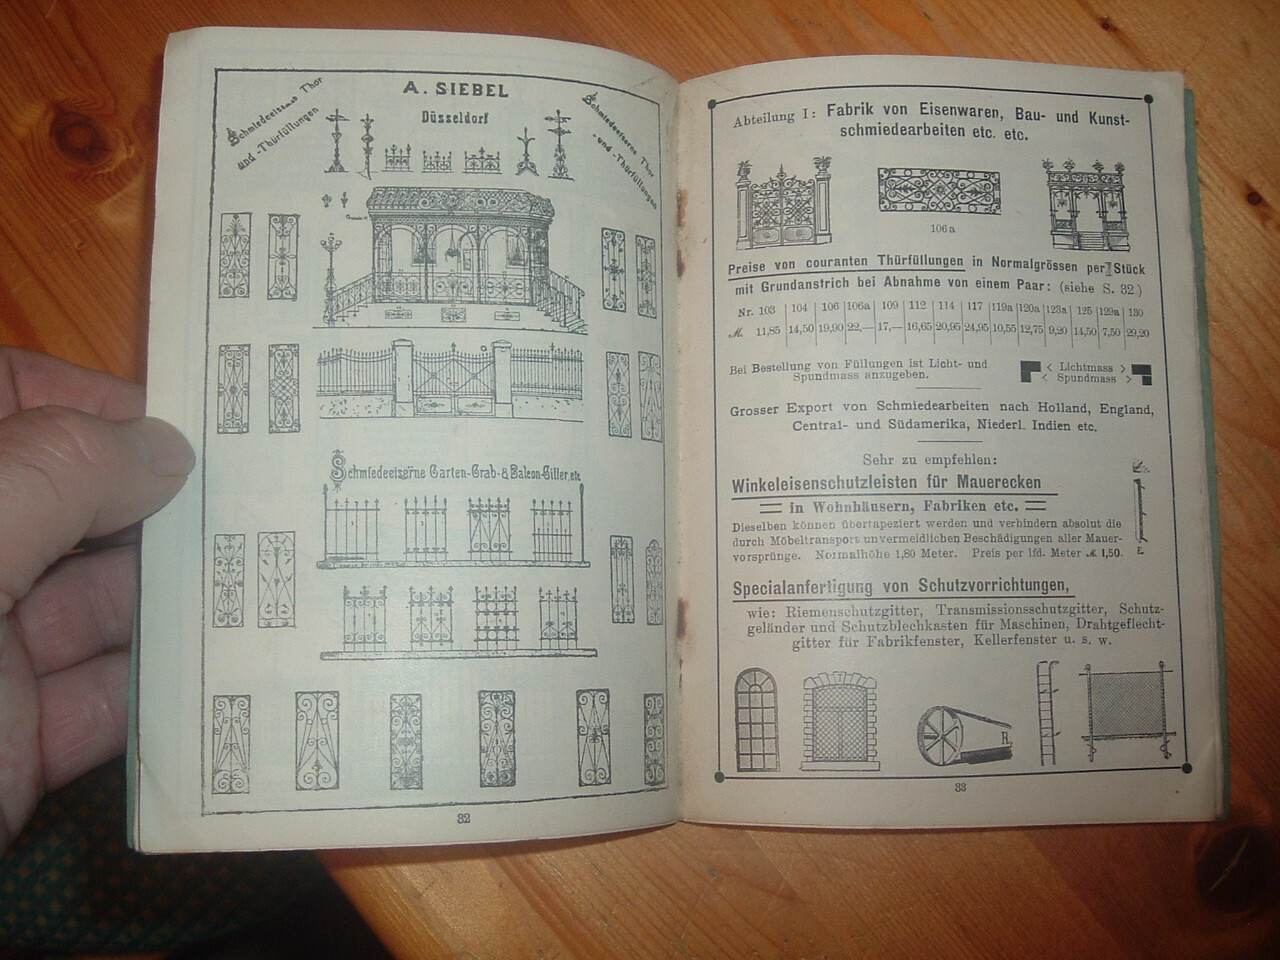 A. SIEBEL
Düsseldorf
Schmiedeeiserne Thor
und -Thürfüllungen
Schmiedeeiserne Thor
- und -Thürfüllungen
Schmiedeeiserne Garten-Grab- & Balcon-Gitter, etc
32
Abteilung I: Fabrik von Eisenwaren, Bau- und Kunst-
schmiedearbeiten etc. etc.
106a
Preise von couranten Thürfüllungen in Normalgrössen per Stück
mit Grundanstrich bei Abnahme von einem Paar: (siehe S. 32)
Nr. 103 | 104 | 106 | 106a | 109 | 112 | 114 | 117 | 119a | 120a | 123a | 125 | 129a | 130
M. 11,85 | 14,50 | 19,90 | 22,— | 17,— | 16,65 | 20,95 | 24,95 | 10,55 | 12,75 | 9,20 | 14,50 | 7,50 | 29,20
Bei Bestellung von Füllungen ist Licht- und
Spundmass anzugeben.
< Lichtmass >
< Spundmass >
Grosser Export von Schmiedearbeiten nach Holland, England,
Central- und Südamerika, Niederl. Indien etc.
Sehr zu empfehlen:
Winkeleisenschutzleisten für Mauerecken
in Wohnhäusern, Fabriken etc.
Dieselben können übertapeziert werden und verhindern absolut die
durch Möbeltransport unvermeidlichen Beschädigungen aller Mauer-
vorsprünge. Normalhöhe 1,80 Meter. Preis per lfd. Meter M 1,50.
E.
Specialanfertigung von Schutzvorrichtungen,
wie: Riemenschutzgitter, Transmissionsschutzgitter, Schutz-
geländer und Schutzblechkasten für Maschinen, Drahtgeflecht-
gitter für Fabrikfenster, Kellerfenster u. s. w.
R
33